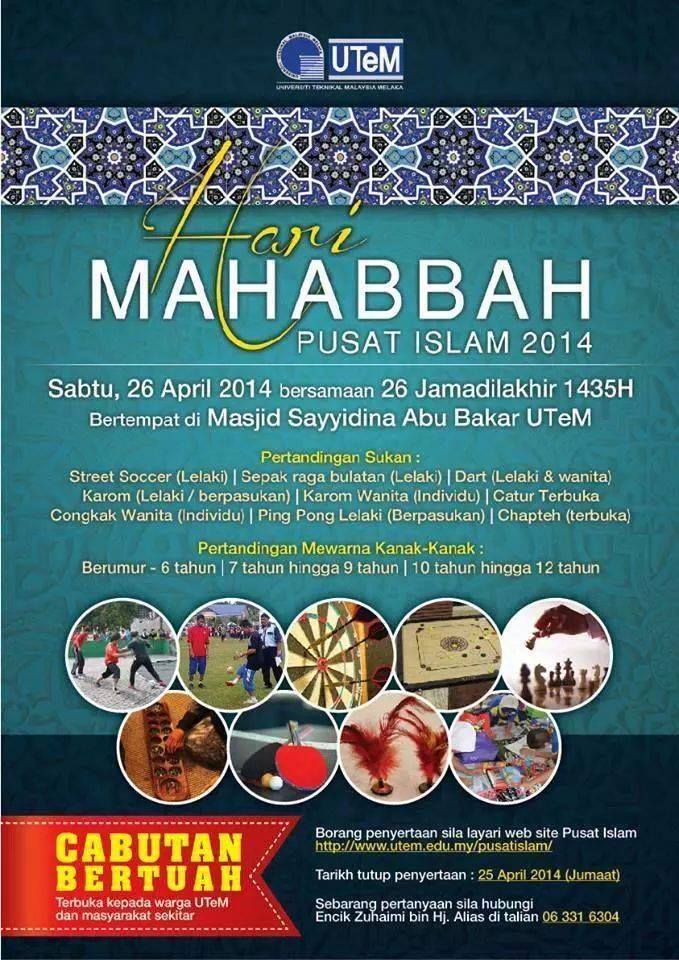 UTeM
UNIVERSITI TEKNIKAL MALAYSIA MELAKA
Hari
MAHABBAH
PUSAT ISLAM 2014
Sabtu, 26 April 2014 bersamaan 26 Jamadilakhir 1435H
Bertempat di Masjid Sayyidina Abu Bakar UTeM
Pertandingan Sukan :
Street Soccer (Lelaki) | Sepak raga bulatan (Lelaki) | Dart (Lelaki & wanita)
Karom (Lelaki / berpasukan) | Karom Wanita (Individu) | Catur Terbuka
Congkak Wanita (Individu) | Ping Pong Lelaki (Berpasukan) | Chapteh (terbuka)
Pertandingan Mewarna Kanak-Kanak :
Berumur - 6 tahun | 7 tahun hingga 9 tahun | 10 tahun hingga 12 tahun
CABUTAN
BERTUAH
Terbuka kepada warga UTeM
dan masyarakat sekitar
Borang penyertaan sila layari web site Pusat Islam
http://www.utem.edu.my/pusatislam/
Tarikh tutup penyertaan : 25 April 2014 (Jumaat)
Sebarang pertanyaan sila hubungi
Encik Zuhaimi bin Hj. Alias di talian 06 331 6304